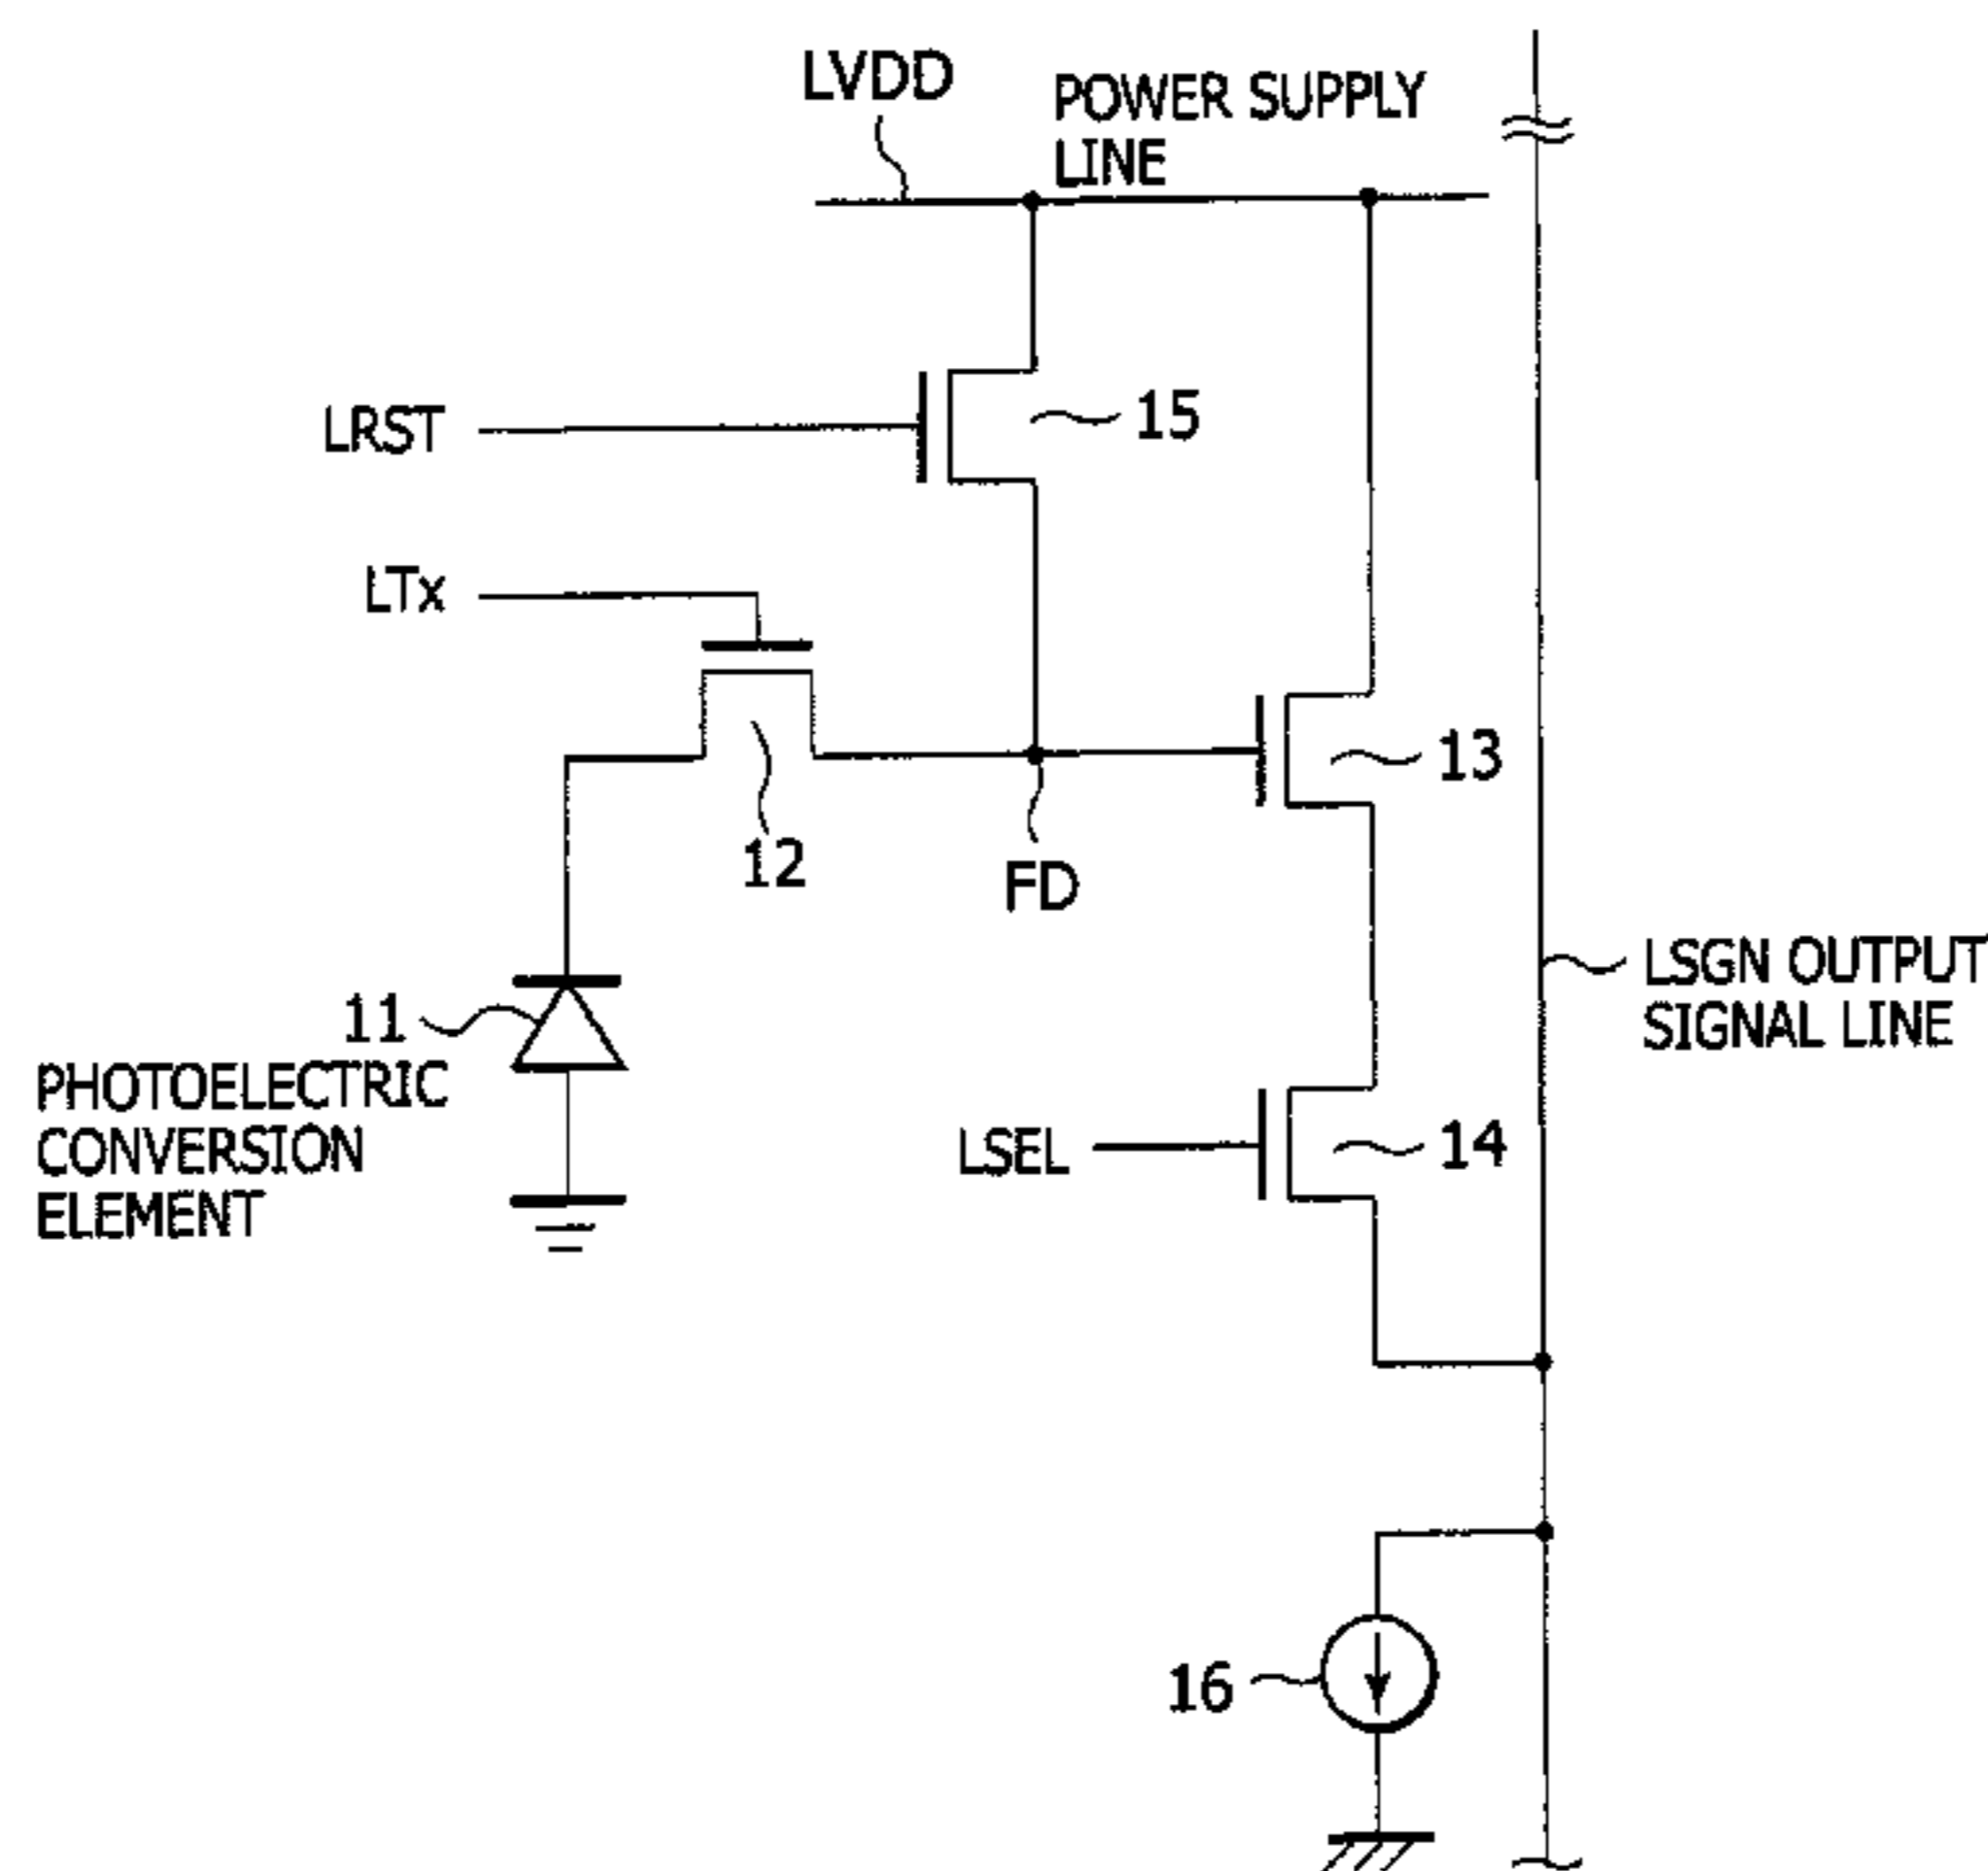 LVDD
POWER SUPPLY
LINE
LRST
15
LTx
13
12
FD
LSGN OUTPUT
SIGNAL LINE
11
PHOTOELECTRIC
CONVERSION
ELEMENT
LSEL
14
16